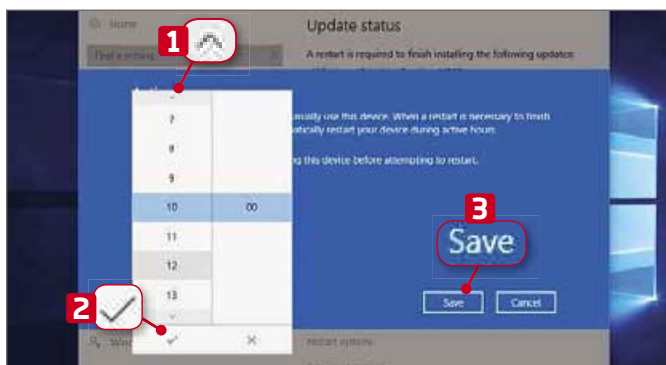 Home
Update status
Find a setting
A restart is required to finish installing the following updates:
1
usually use this device. When a restart is necessary to finish
atically restart your device during active hours.
ng this device before attempting to restart.
7
8
9
10 00
11
12
13
3
Save
2
Save Cancel
Restart options